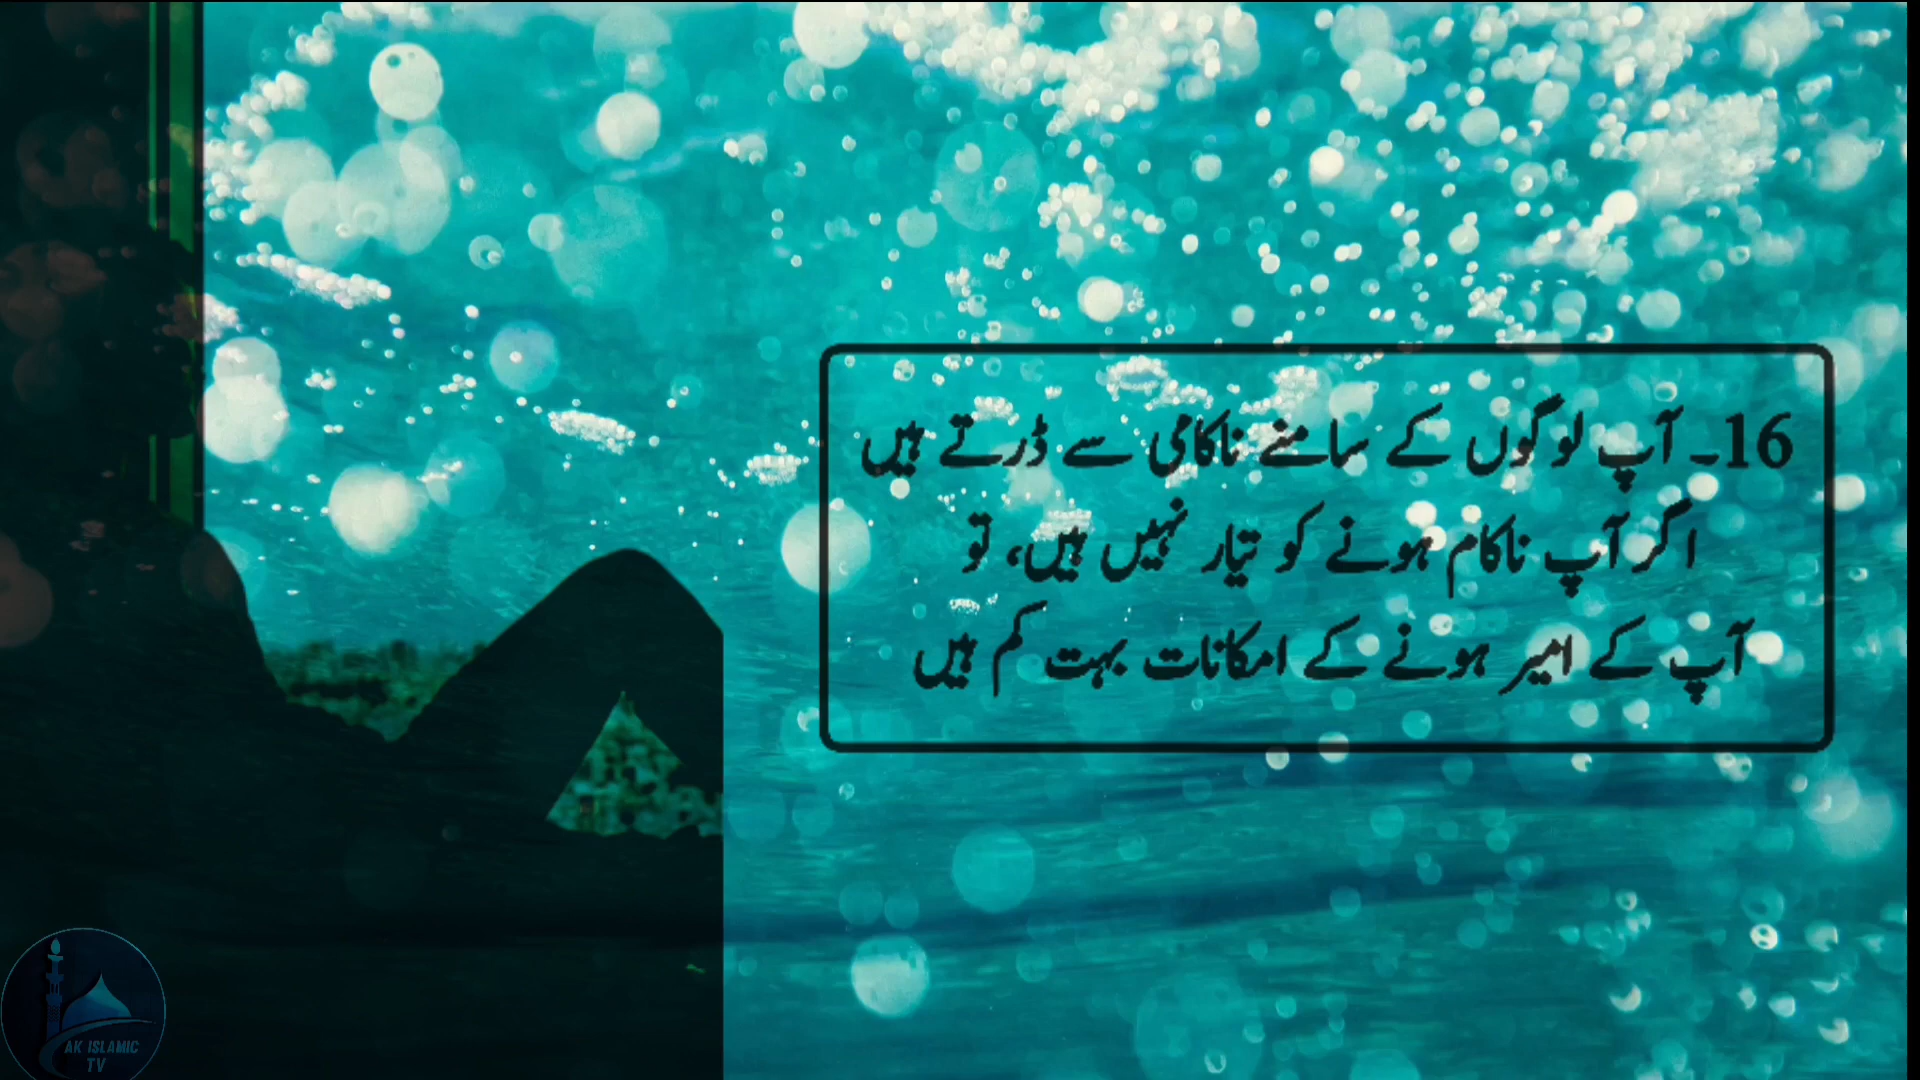 16۔ آپ لوگوں کے سامنے ناکامی سے ڈرتے ہیں
اگر آپ ناکام ہونے کو تیار نہیں ہیں، تو
آپ کے امیر ہونے کے امکانات بہت کم ہیں
AK ISLAMIC
TV